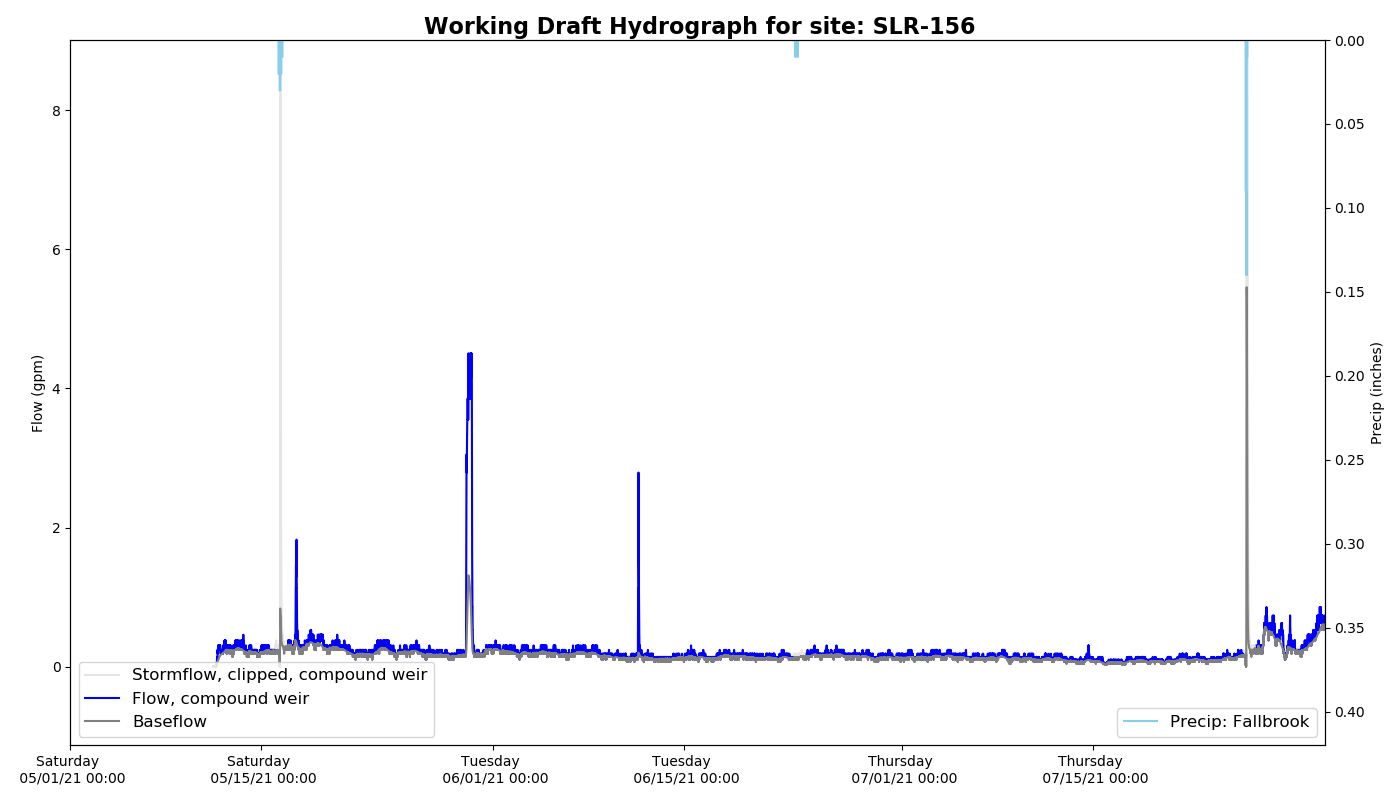 Working Draft Hydrograph for site: SLR-156
Flow (gpm)
8
6
4
2
0
0.00
0.05
0.10
0.15
0.20
0.25
0.30
0.35
0.40
Precip (inches)
Stormflow, clipped, compound weir
Flow, compound weir
Baseflow
Precip: Fallbrook
Saturday
05/01/21 00:00
Saturday
05/15/21 00:00
Tuesday
06/01/21 00:00
Tuesday
06/15/21 00:00
Thursday
07/01/21 00:00
Thursday
07/15/21 00:00